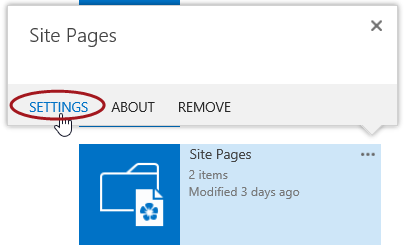 Site Pages
SETTINGS ABOUT REMOVE
Site Pages
2 items
Modified 3 days ago